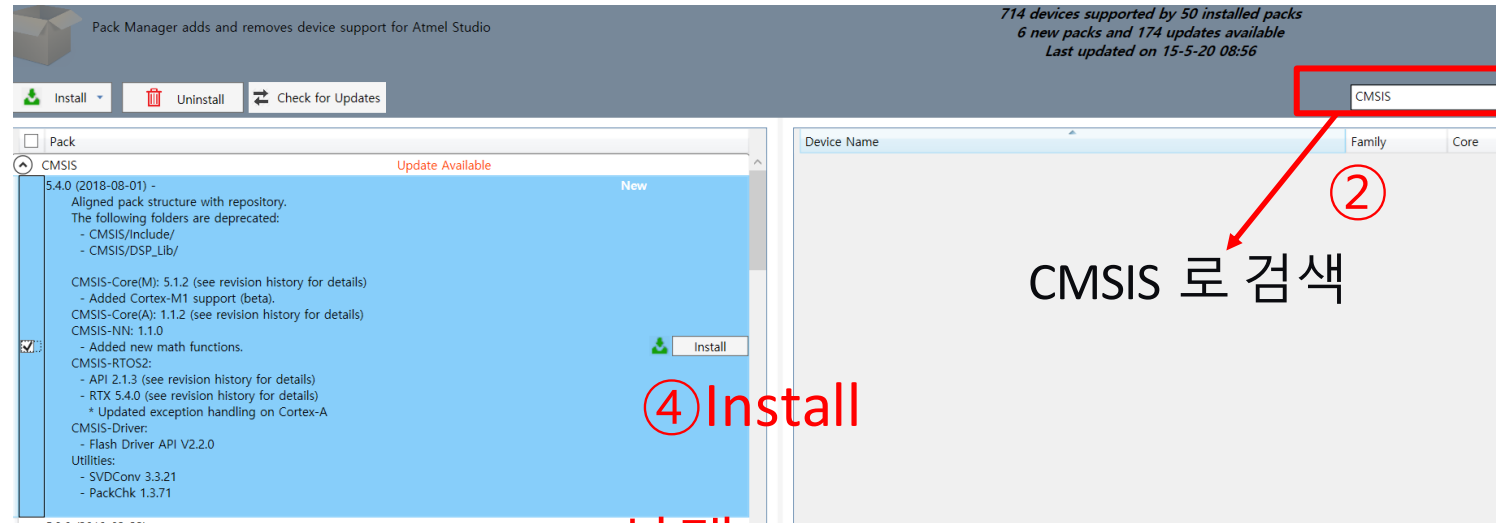 Pack Manager adds and removes device support for Atmel Studio
714 devices supported by 50 installed packs
6 new packs and 174 updates available
Last updated on 15-5-20 08:56
Install
Uninstall
Check for Updates
CMSIS
Pack
CMSIS
Update Available
5.4.0 (2018-08-01) -
New
Aligned pack structure with repository.
The following folders are deprecated:
- CMSIS/Include/
- CMSIS/DSP_Lib/
CMSIS-Core(M): 5.1.2 (see revision history for details)
- Added Cortex-M1 support (beta).
CMSIS-Core(A): 1.1.2 (see revision history for details)
CMSIS-NN: 1.1.0
- Added new math functions.
Install
CMSIS-RTOS2:
- API 2.1.3 (see revision history for details)
- RTX 5.4.0 (see revision history for details)
* Updated exception handling on Cortex-A
CMSIS-Driver:
- Flash Driver API V2.2.0
Utilities:
- SVDConv 3.3.21
- PackChk 1.3.71
④Install
Device Name
Family
Core
②
CMSIS 로 검색